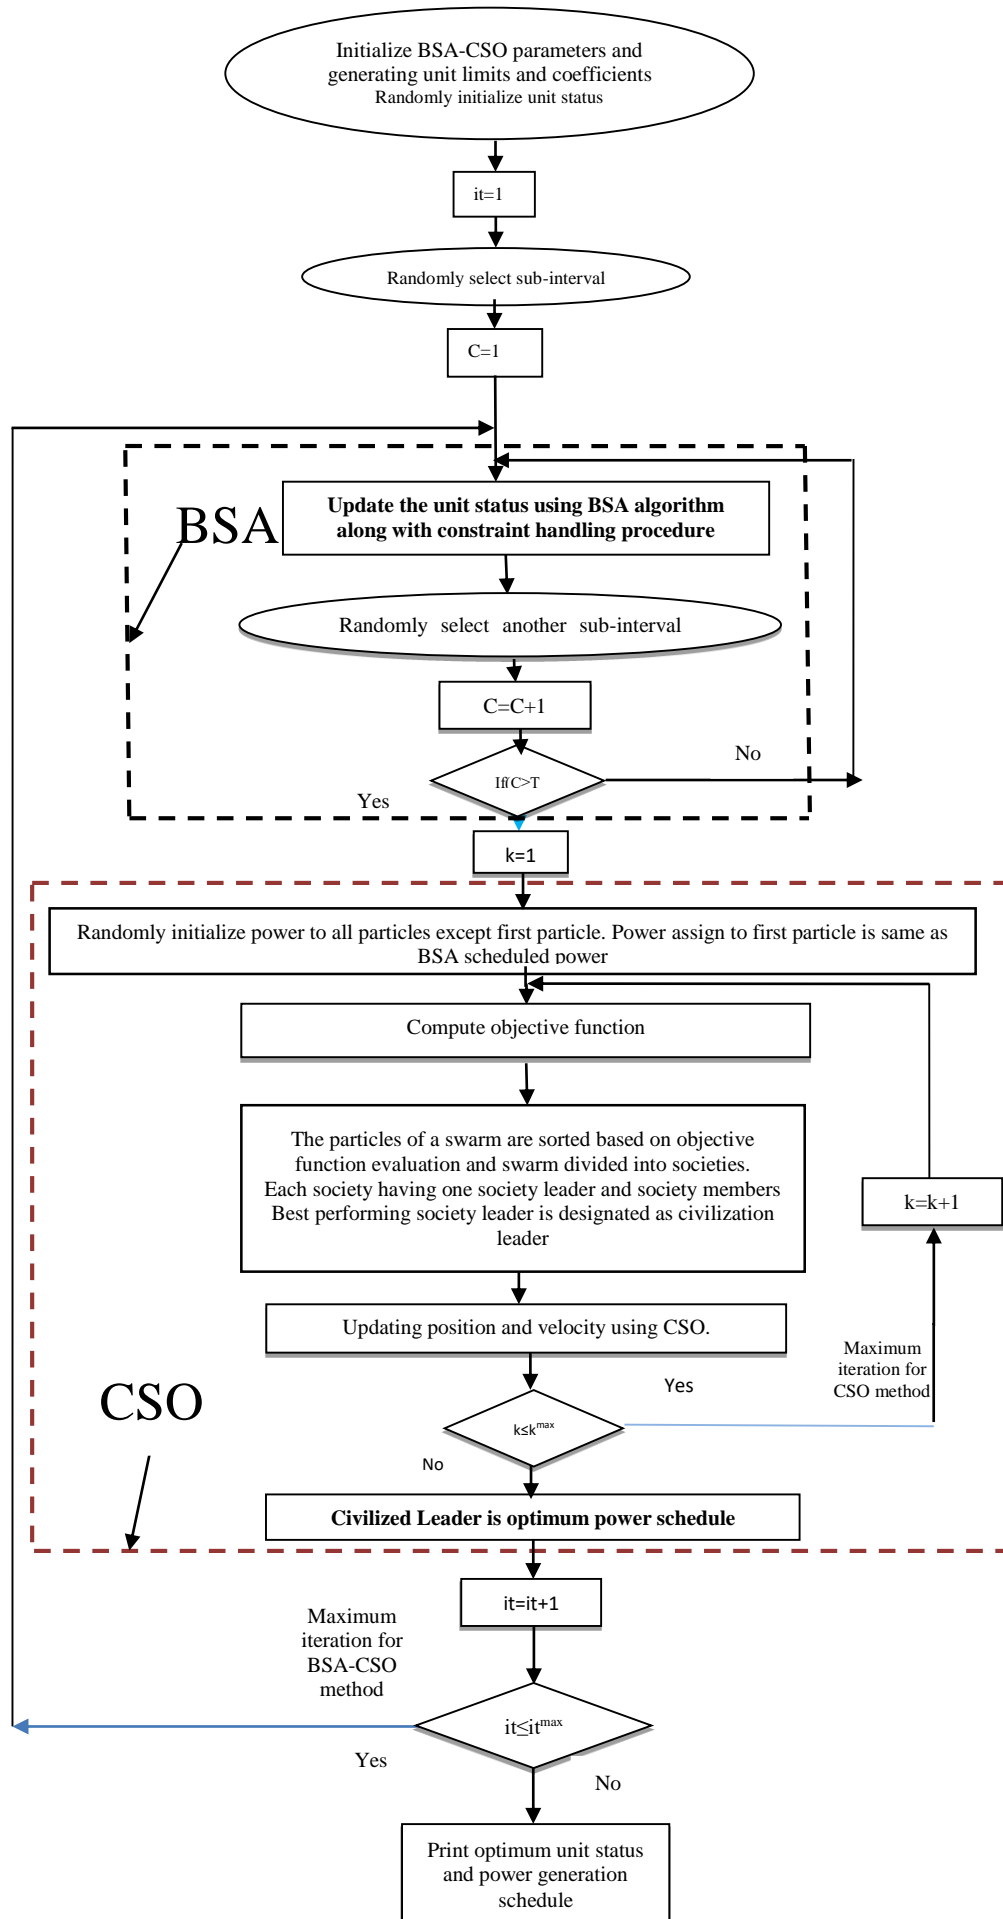 Initialize BSA-CSO parameters and
generating unit limits and coefficients
Randomly initialize unit status
it=1
Randomly select sub-interval
C=1
BSA
Update the unit status using BSA algorithm
along with constraint handling procedure
Randomly select another sub-interval
C=C+1
No
If C>T
Yes
k=1
Randomly initialize power to all particles except first particle. Power assign to first particle is same as
BSA scheduled power
Compute objective function
The particles of a swarm are sorted based on objective
function evaluation and swarm divided into societies.
Each society having one society leader and society members
Best performing society leader is designated as civilization
leader
k=k+1
Updating position and velocity using CSO.
Maximum
iteration for
CSO method
Yes
CSO
k≤k^max
No
Civilized Leader is optimum power schedule
it=it+1
Maximum
iteration for
BSA-CSO
method
it≤it^max
Yes
No
Print optimum unit status
and power generation
schedule